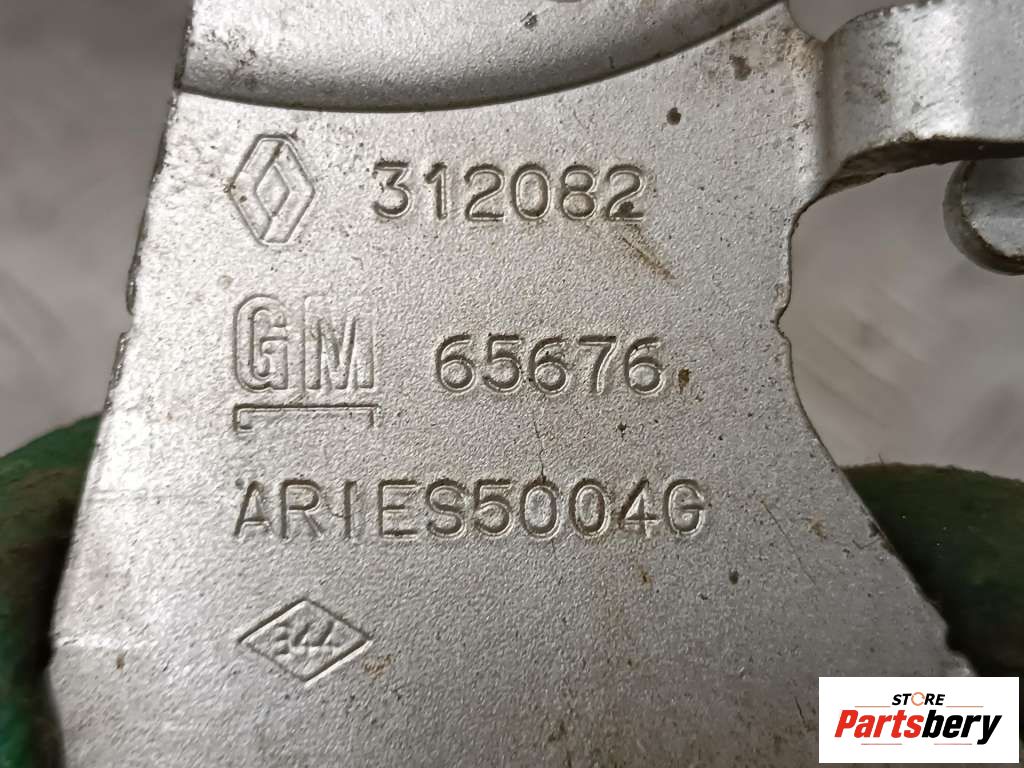 312082
GM 65676
ARIES5004G
STORE
Partsbery